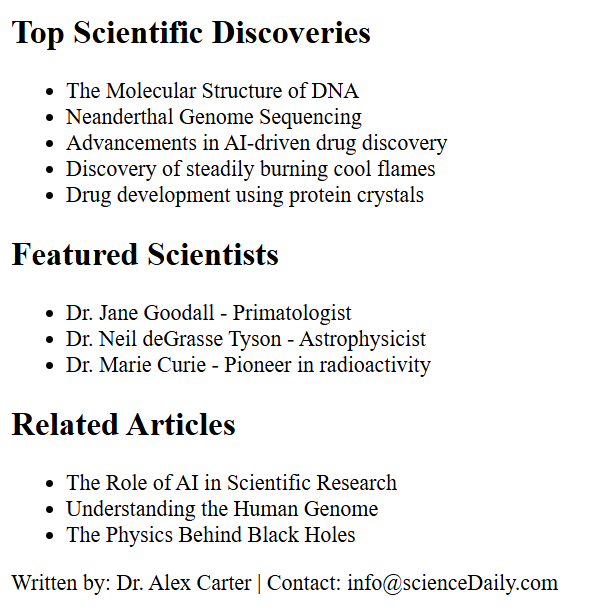 Top Scientific Discoveries
• The Molecular Structure of DNA
• Neanderthal Genome Sequencing
• Advancements in AI-driven drug discovery
• Discovery of steadily burning cool flames
• Drug development using protein crystals
Featured Scientists
• Dr. Jane Goodall - Primatologist
• Dr. Neil deGrasse Tyson - Astrophysicist
• Dr. Marie Curie - Pioneer in radioactivity
Related Articles
• The Role of AI in Scientific Research
• Understanding the Human Genome
• The Physics Behind Black Holes
Written by: Dr. Alex Carter | Contact: info@scienceDaily.com